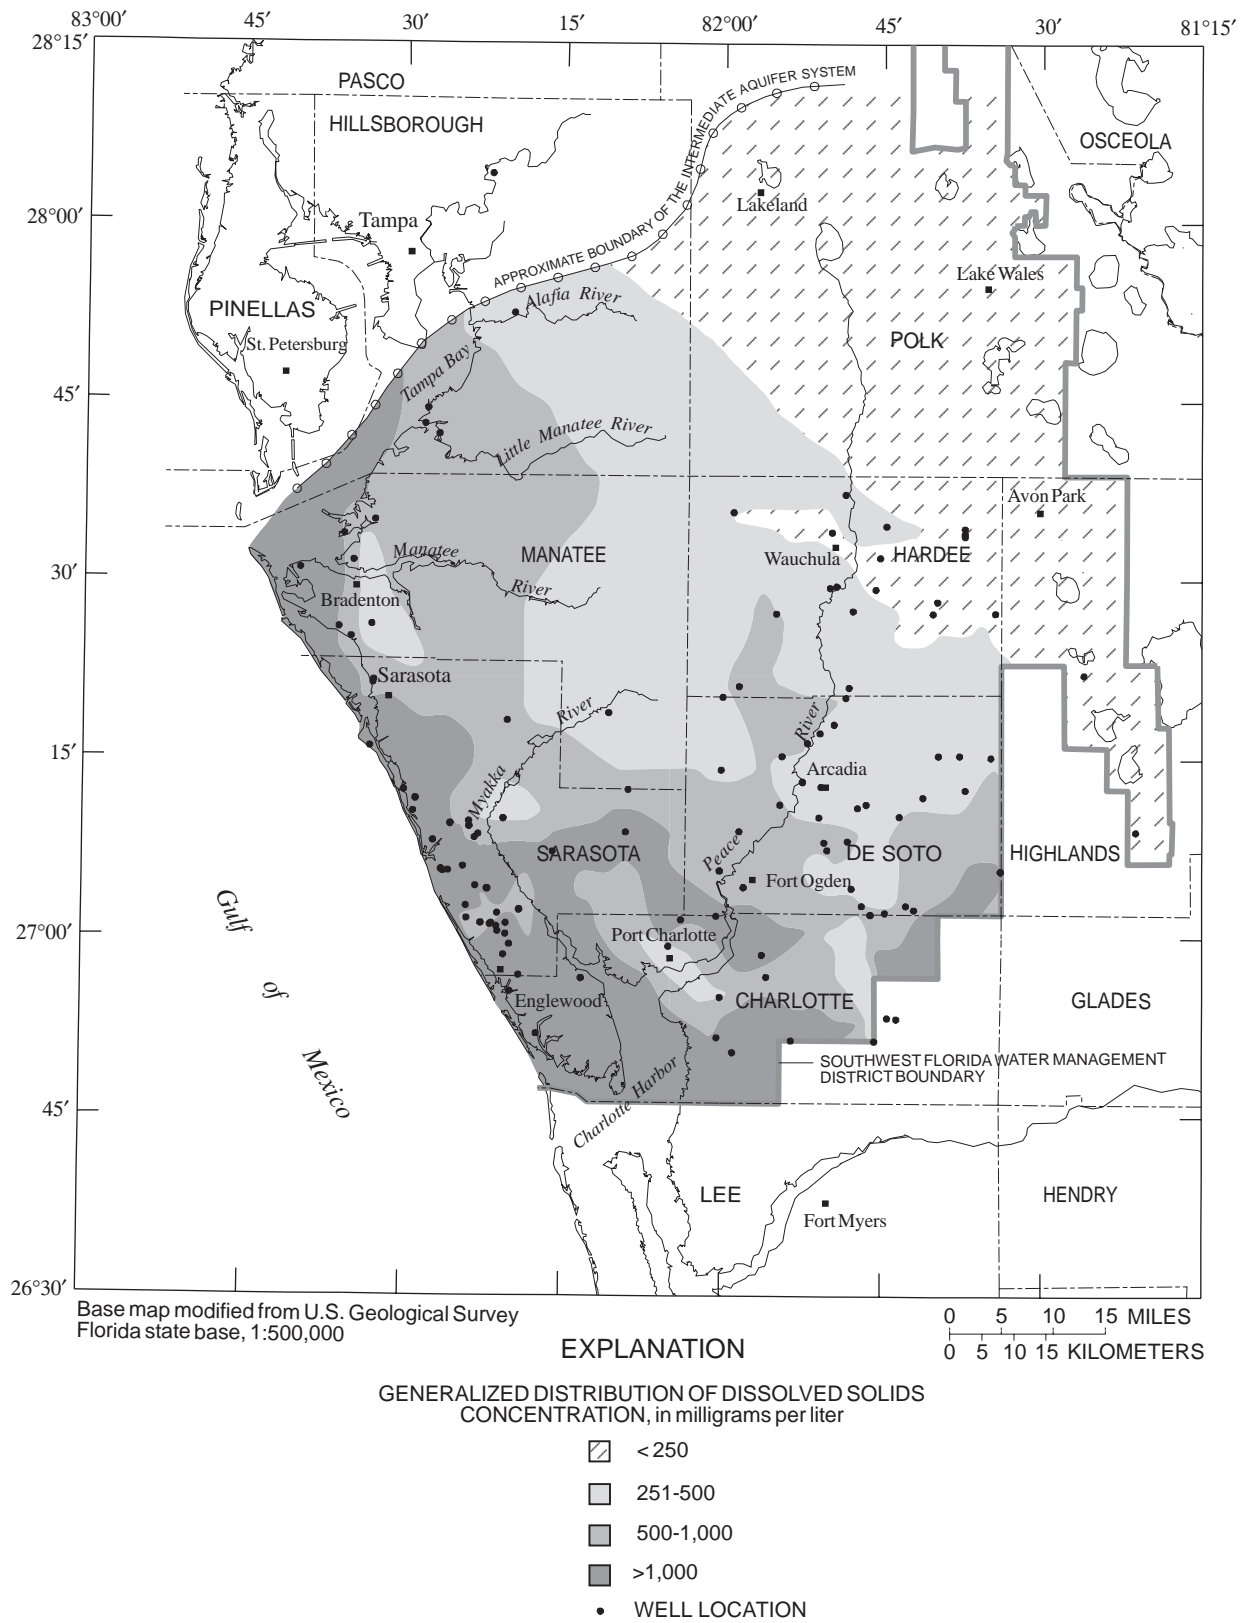 83°00′ 45′ 30′ 15′ 82°00′ 45′ 30′ 81°15′
28°15′
PASCO
HILLSBOROUGH
APPROXIMATE BOUNDARY OF THE INTERMEDIATE AQUIFER SYSTEM
OSCEOLA
Lakeland
28°00′
Tampa
Lake Wales
PINELLAS
Alafia River
St. Petersburg
POLK
Tampa Bay
45′
Little Manatee River
Avon Park
Manatee
River
MANATEE
Wauchula
HARDEE
30′
Bradenton
Sarasota
River
Myakka
River
Peace
15′
Arcadia
SARASOTA
DE SOTO
HIGHLANDS
Fort Ogden
Gulf
of
Mexico
27°00′
Port Charlotte
Englewood
CHARLOTTE
GLADES
SOUTHWEST FLORIDA WATER MANAGEMENT
DISTRICT BOUNDARY
Charlotte Harbor
45′
LEE
HENDRY
Fort Myers
26°30′
Base map modified from U.S. Geological Survey
Florida state base, 1:500,000
0 5 10 15 MILES
0 5 10 15 KILOMETERS
EXPLANATION
GENERALIZED DISTRIBUTION OF DISSOLVED SOLIDS
CONCENTRATION, in milligrams per liter
<250
251-500
500-1,000
>1,000
WELL LOCATION